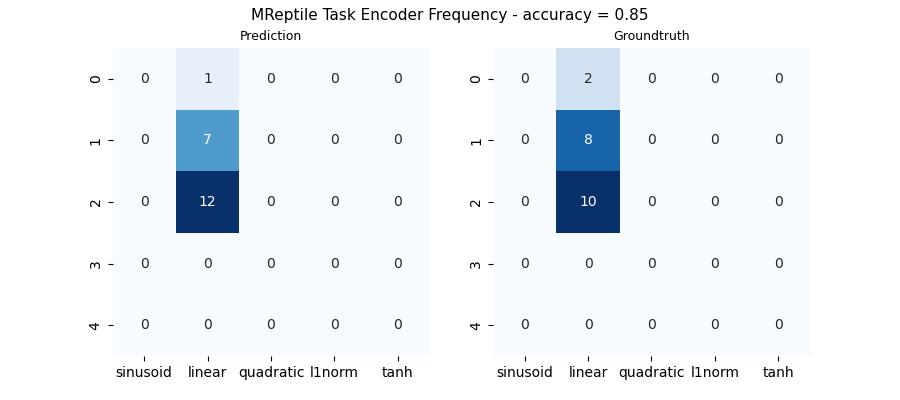 MReptile Task Encoder Frequency - accuracy = 0.85
Prediction
0 0 1 0 0 0
1 0 7 0 0 0
2 0 12 0 0 0
3 0 0 0 0 0
4 0 0 0 0 0
sinusoid linear quadratic l1norm tanh
Groundtruth
0 0 2 0 0 0
1 0 8 0 0 0
2 0 10 0 0 0
3 0 0 0 0 0
4 0 0 0 0 0
sinusoid linear quadratic l1norm tanh